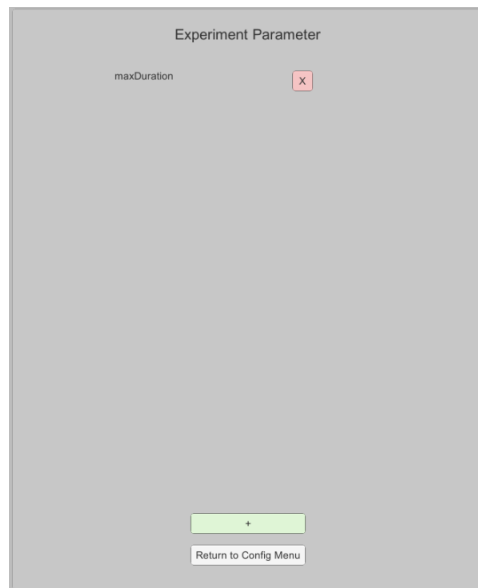 Experiment Parameter
maxDuration X
+
Return to Config Menu